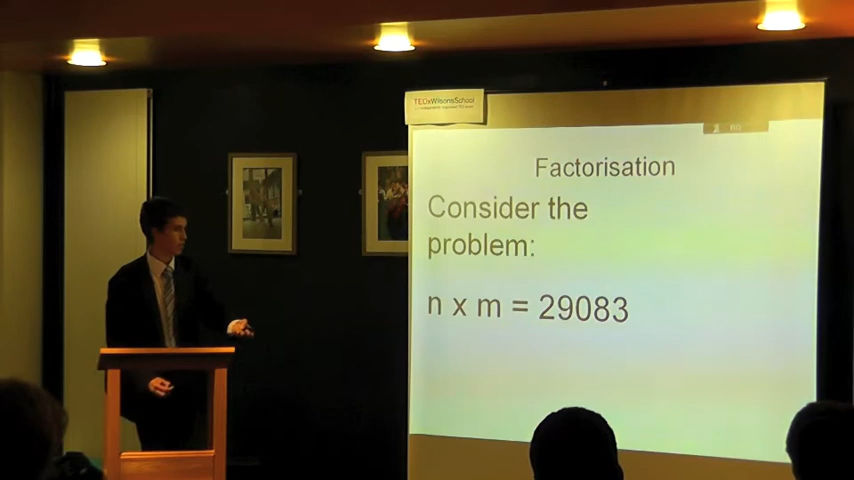 TEDxWilsonsSchool
Factorisation
Consider the
problem:
n x m = 29083